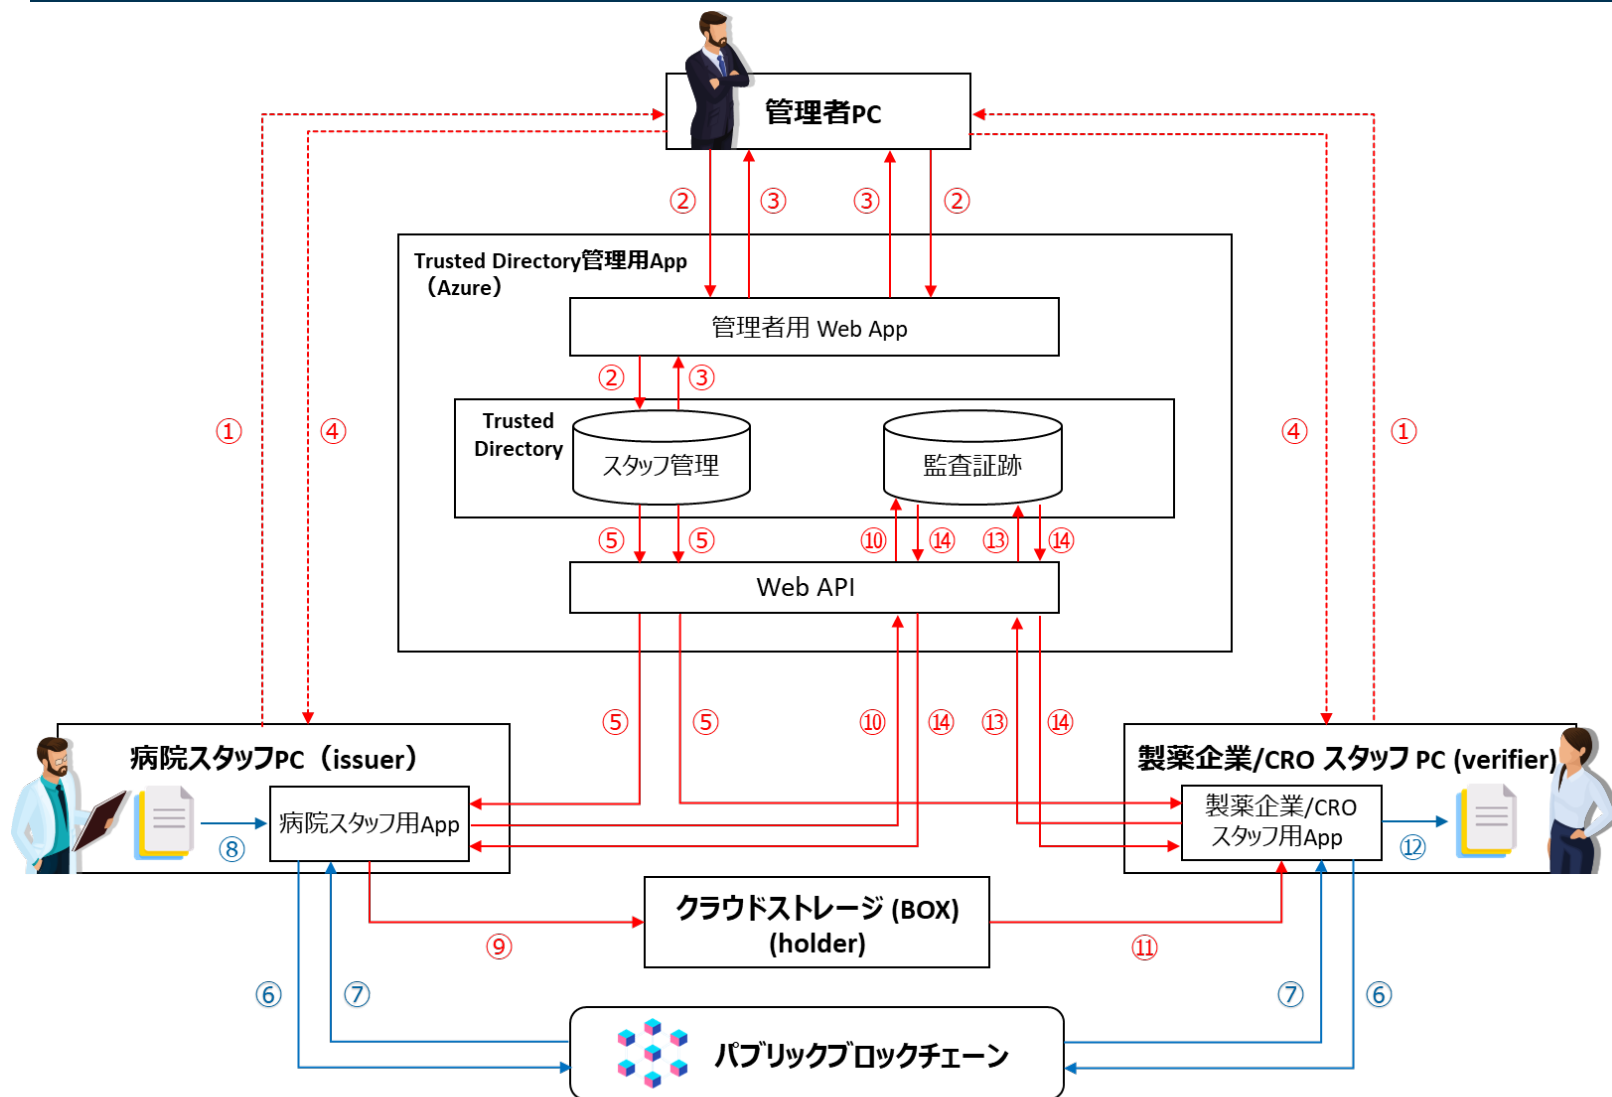 管理者PC
② ③ ③ ②
Trusted Directory管理用App
（Azure）
管理者用 Web App
② ③
① ④ ④ ①
Trusted
Directory
スタッフ管理
監査証跡
⑤ ⑤ ⑩ ⑭ ⑬ ⑭
Web API
⑤ ⑤ ⑩ ⑭ ⑬ ⑭
病院スタッフPC（issuer）
病院スタッフ用App
⑧
製薬企業/CRO スタッフ PC (verifier)
製薬企業/CRO
スタッフ用App
⑫
クラウドストレージ (BOX)
(holder)
⑨ ⑪
⑥ ⑦ ⑦ ⑥
パブリックブロックチェーン